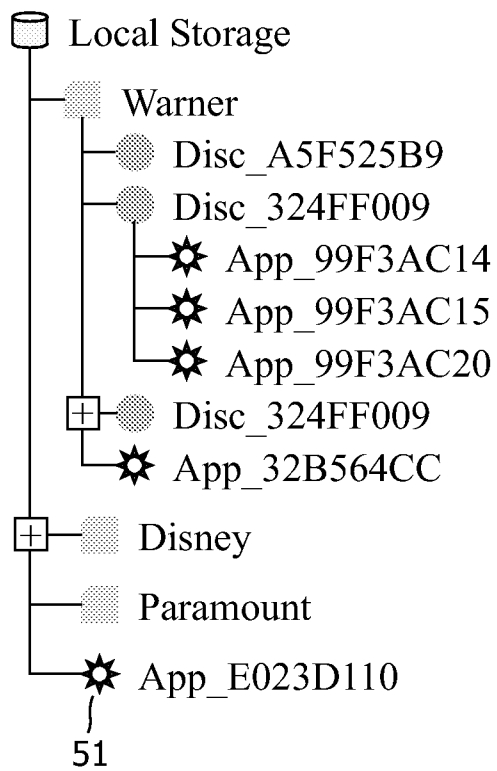 Local Storage
Warner
Disc_A5F525B9
Disc_324FF009
App_99F3AC14
App_99F3AC15
App_99F3AC20
Disc_324FF009
App_32B564CC
Disney
Paramount
App_E023D110
51